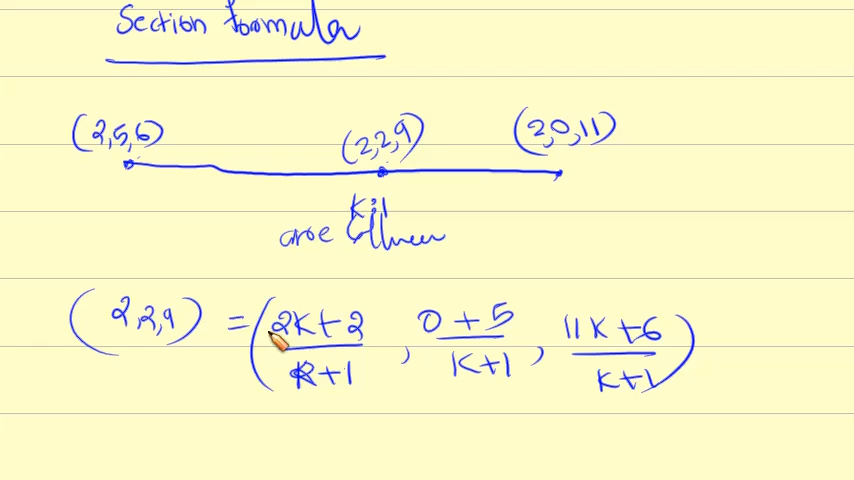 Section formula
(2,5,6) (2,2,9) (2,0,11)
K:1
are
(2,2,9) = (2K+2/K+1, 0+5/K+1, 11K+6/K+1)